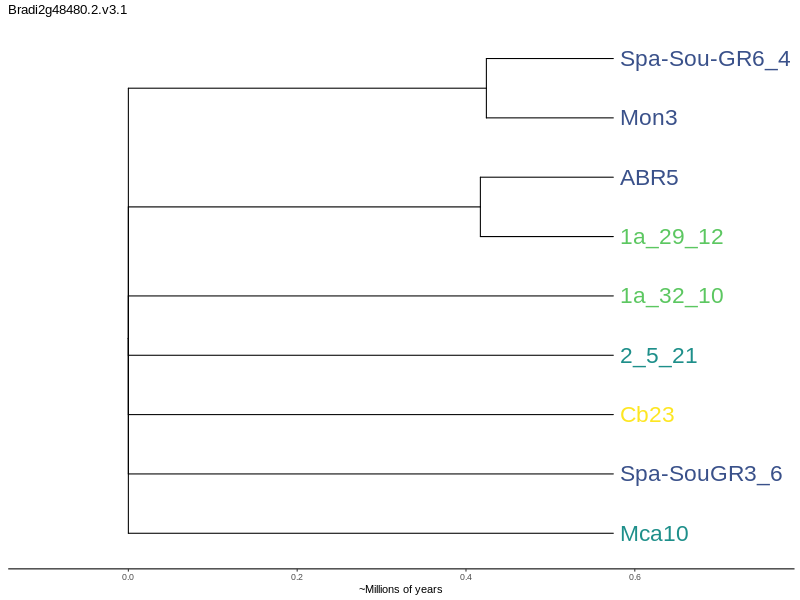 Bradi2g48480.2.v3.1
Spa-Sou-GR6_4
Mon3
ABR5
1a_29_12
1a_32_10
2_5_21
Cb23
Spa-SouGR3_6
Mca10
0.0 0.2 0.4 0.6
~Millions of years